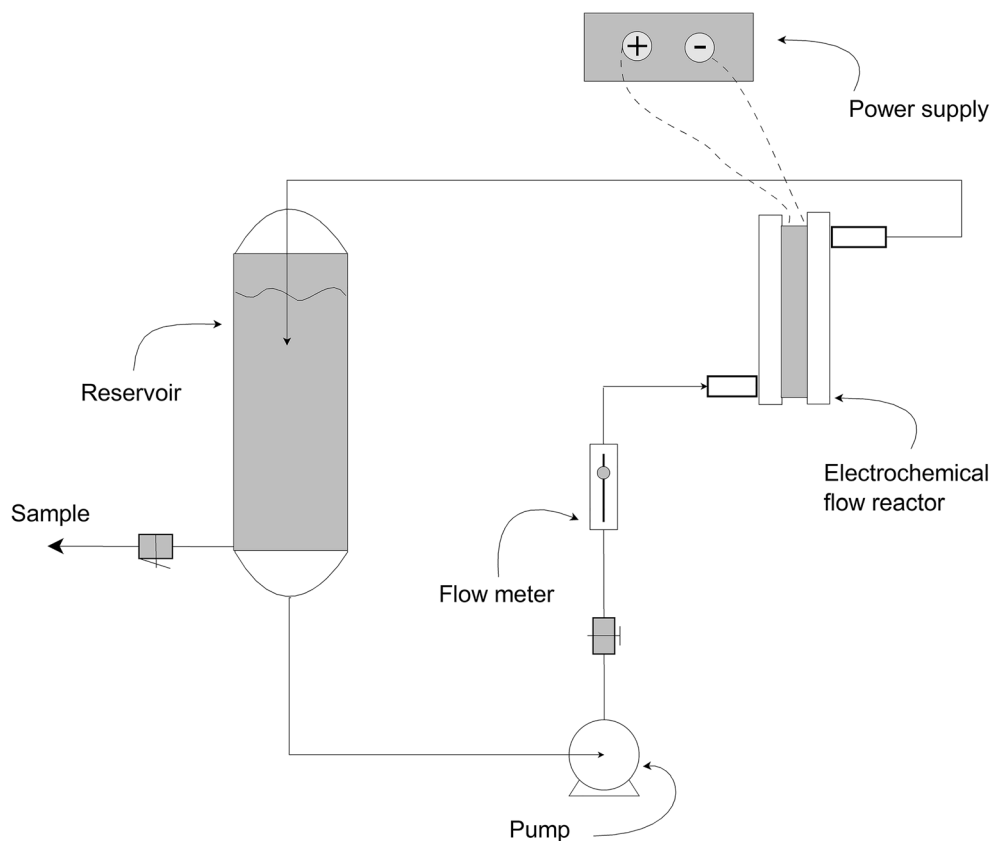 + -
Power supply
Reservoir
Electrochemical
flow reactor
Sample
Flow meter
Pump